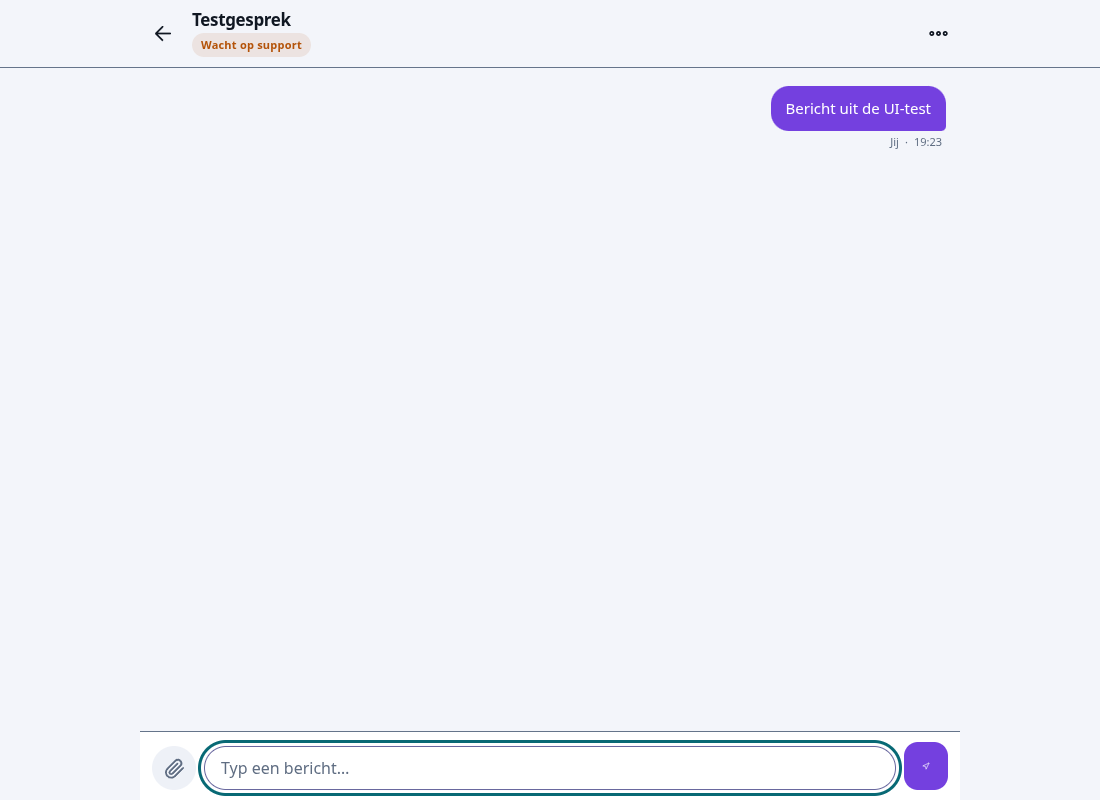 Testgesprek
Wacht op support
Bericht uit de UI-test
Jij · 19:23
Typ een bericht...